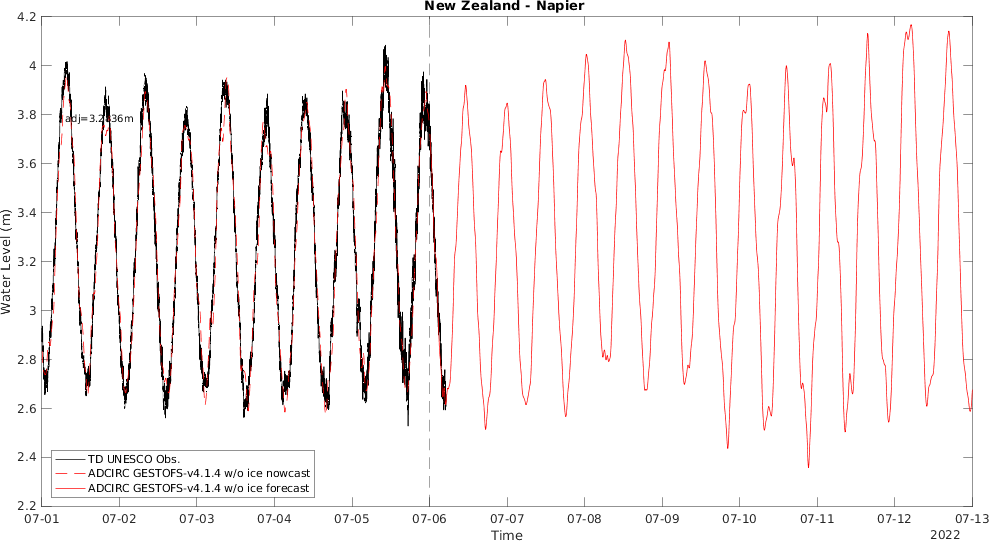 New Zealand - Napier
4.2
4
3.8
3.6
3.4
3.2
3
2.8
2.6
2.4
2.2
Water Level (m)
TD UNESCO Obs.
ADCIRC GESTOFS-v4.1.4 w/o ice nowcast
ADCIRC GESTOFS-v4.1.4 w/o ice forecast
07-01 07-02 07-03 07-04 07-05 07-06 07-07 07-08 07-09 07-10 07-11 07-12 07-13
Time
2022